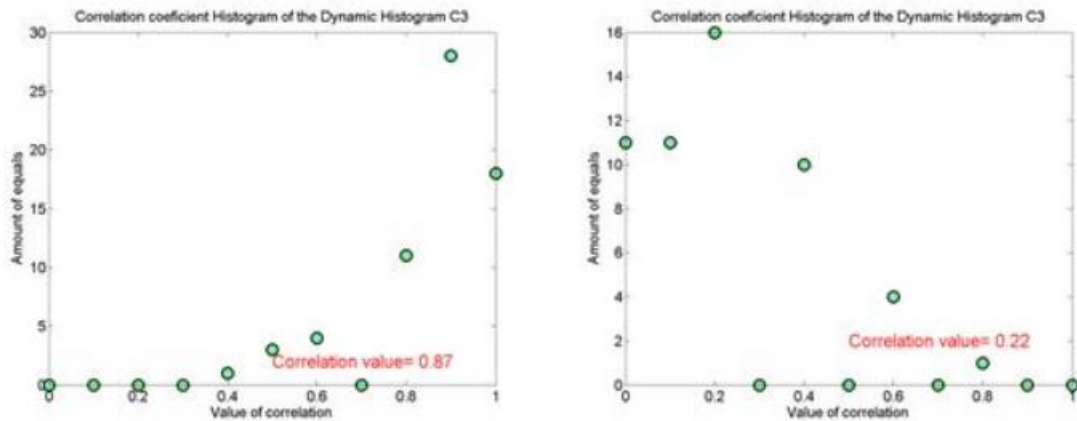 Correlation coeficient Histogram of the Dynamic Histogram C3
30
25
20
15
10
5
0
Amount of equals
Correlation value= 0.87
0 0.2 0.4 0.6 0.8 1
Value of correlation
Correlation coeficient Histogram of the Dynamic Histogram C3
16
14
12
10
8
6
4
2
0
Amount of equals
Correlation value= 0.22
0 0.2 0.4 0.6 0.8 1
Value of correlation